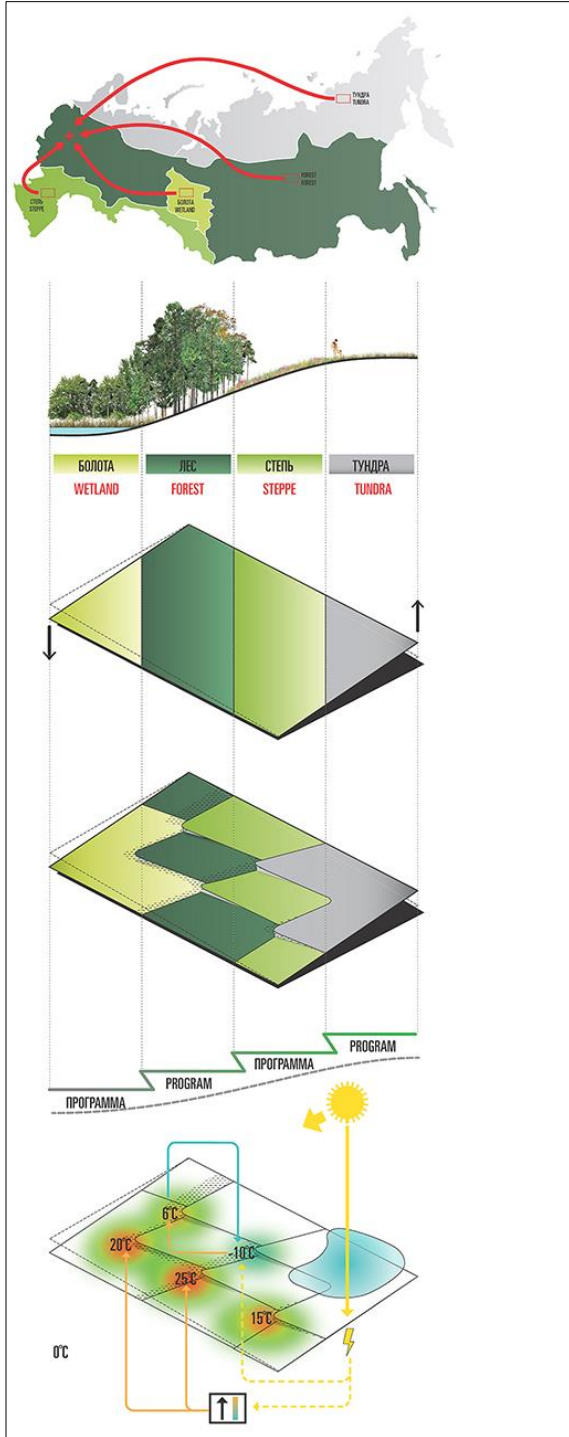 ТУНДРА
TUNDRA
FOREST
FOREST
СТЕПЬ
STEPPE
БОЛОТА
WETLAND
БОЛОТА ЛЕС СТЕПЬ ТУНДРА
WETLAND FOREST STEPPE TUNDRA
PROGRAM
ПРОГРАММА
PROGRAM
ПРОГРАММА
6°C
20°C
-10°C
25°C
15°C
0°C